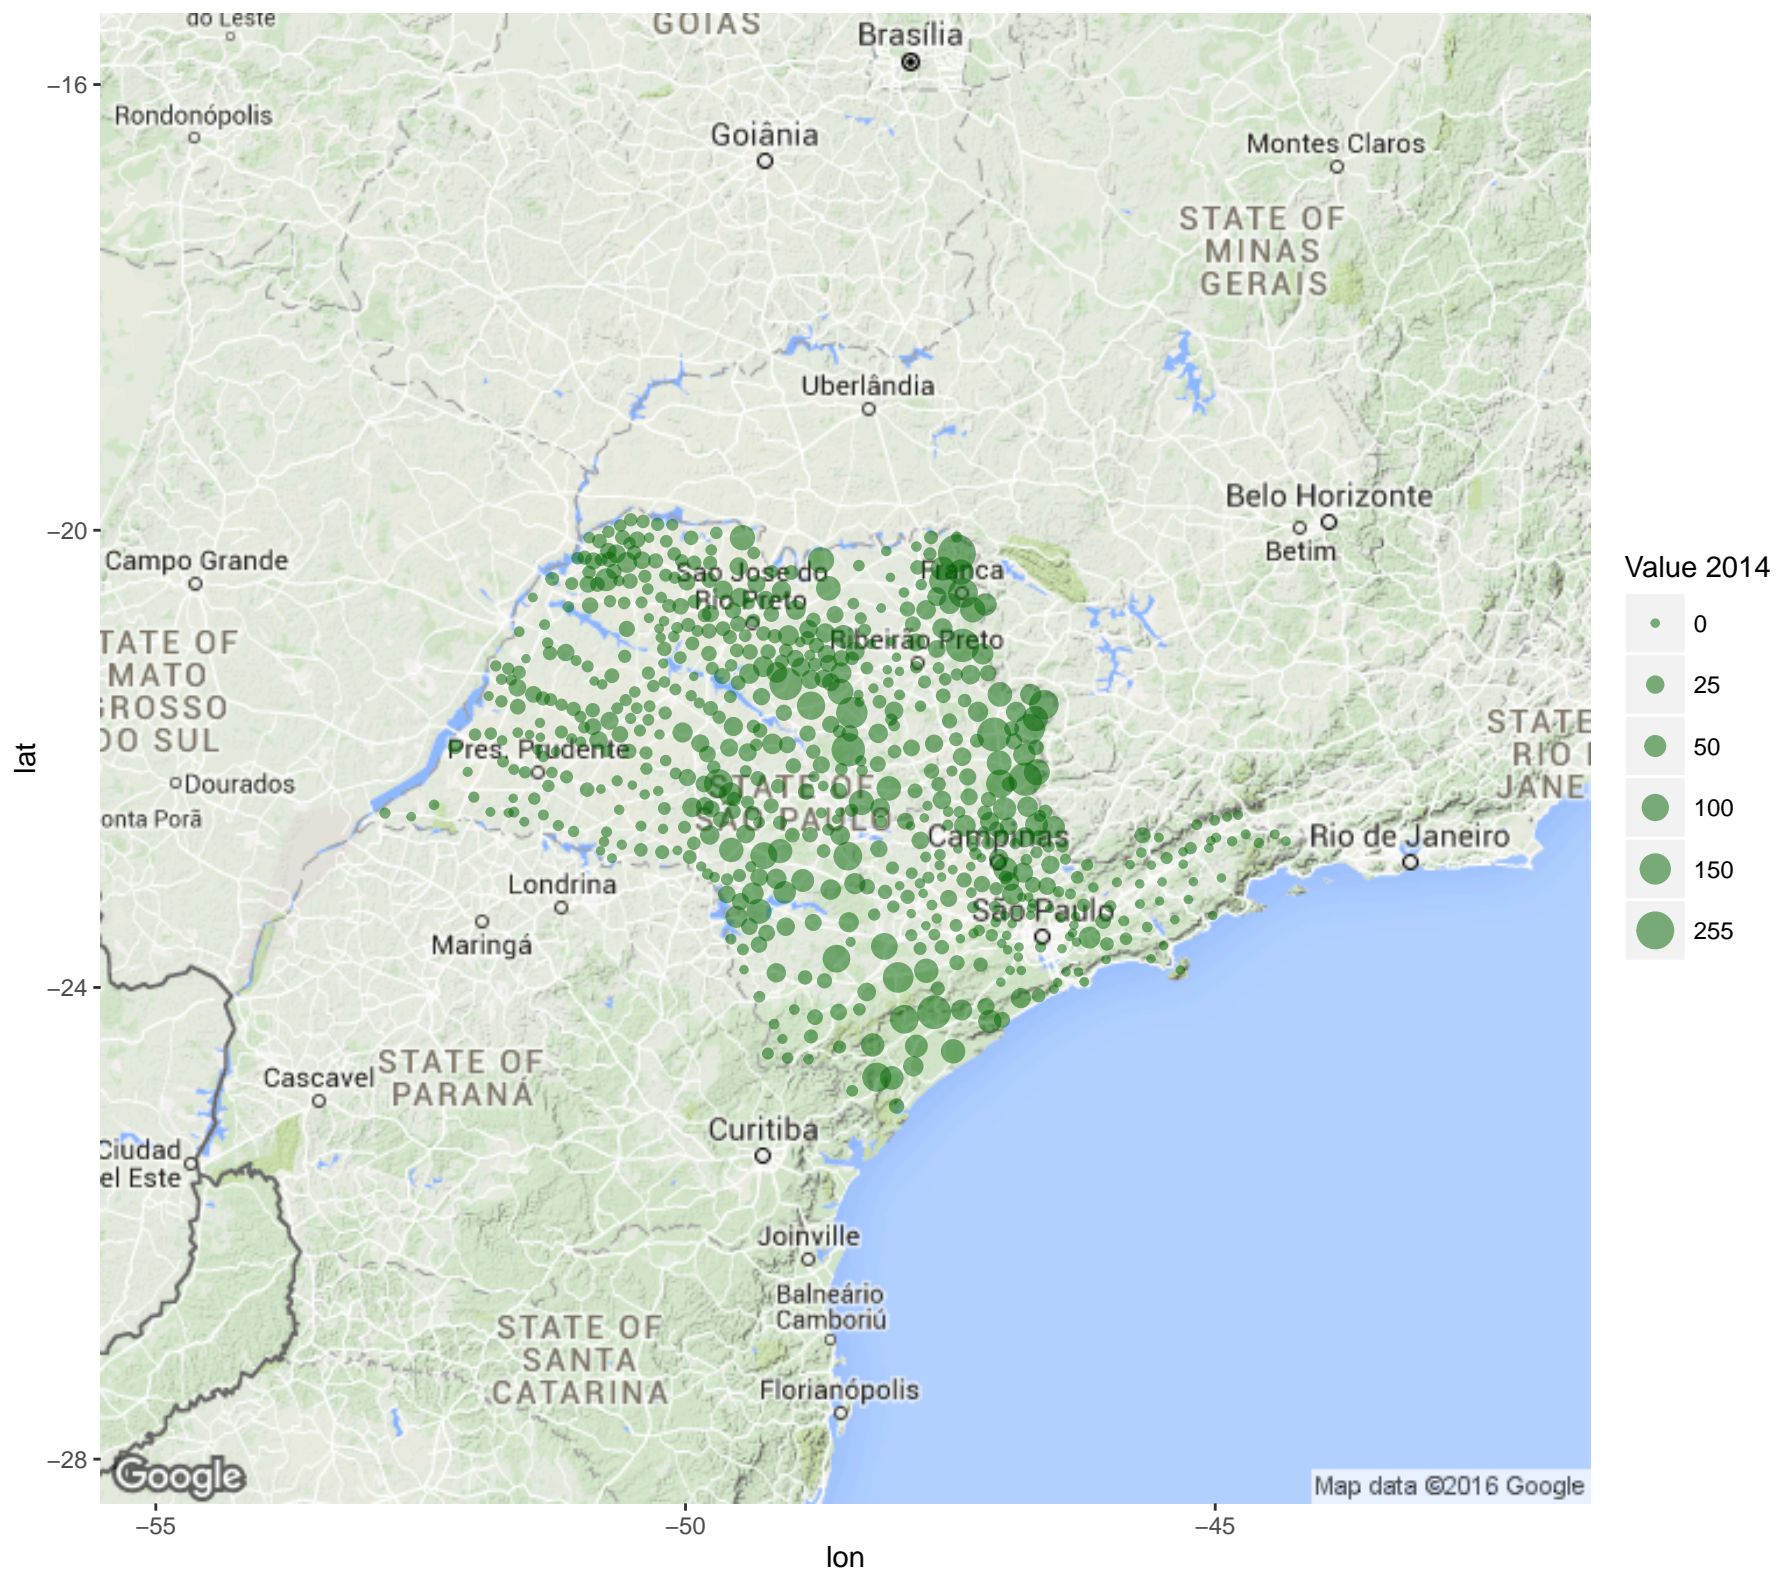 do Leste
GOIÁS
Brasília
−16
Rondonópolis
Goiânia
Montes Claros
STATE OF
MINAS
GERAIS
Uberlândia
Belo Horizonte
−20
Betim
Campo Grande
São José do
Rio Preto
Franca
Value 2014
0
25
50
100
150
255
Ribeirão Preto
TATE OF
MATO
GROSSO
DO SUL
STATE
RIO
JANE
lat
Pres. Prudente
Dourados
STATE OF
SÃO PAULO
onta Porã
Campinas
Rio de Janeiro
Londrina
São Paulo
Maringá
−24
STATE OF
PARANÁ
Cascavel
Curitiba
Ciudad
el Este
Joinville
Balneário
Camboriú
STATE OF
SANTA
CATARINA
Florianópolis
−28
Google
Map data ©2016 Google
−55
−50
−45
lon